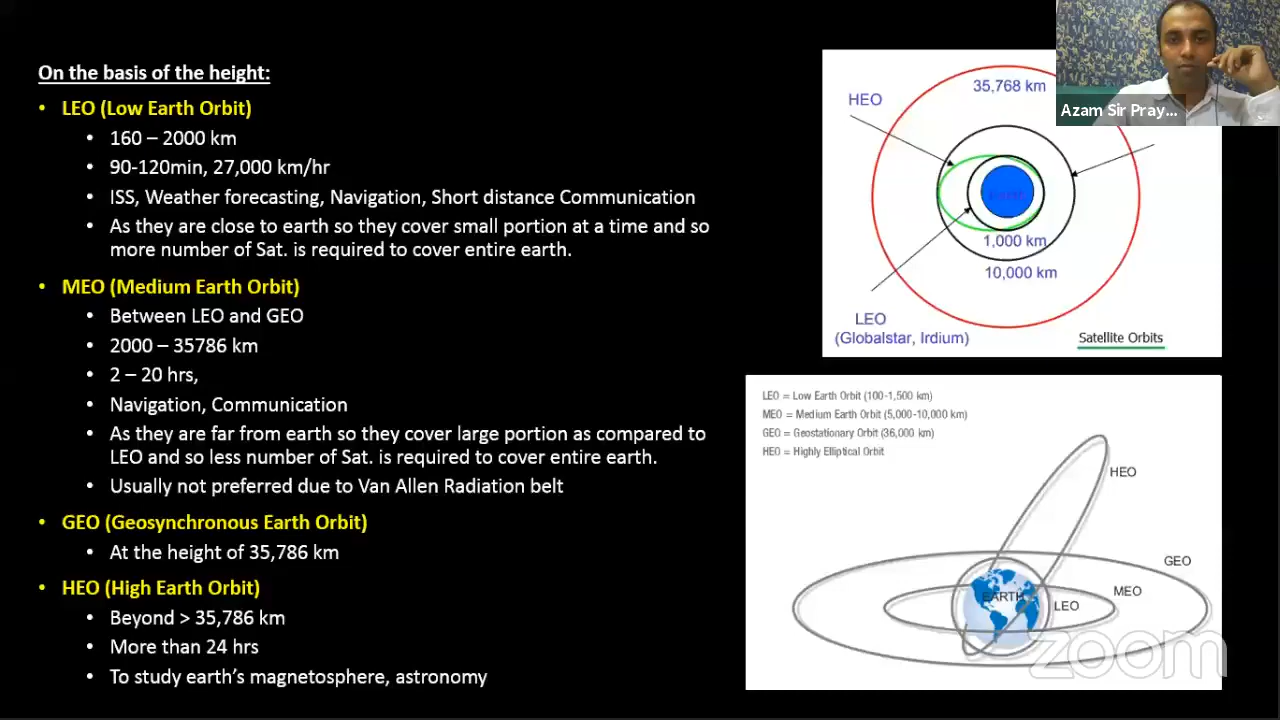 On the basis of the height:
• LEO (Low Earth Orbit)
• 160 – 2000 km
• 90-120min, 27,000 km/hr
• ISS, Weather forecasting, Navigation, Short distance Communication
• As they are close to earth so they cover small portion at a time and so
more number of Sat. is required to cover entire earth.
• MEO (Medium Earth Orbit)
• Between LEO and GEO
• 2000 – 35786 km
• 2 – 20 hrs,
• Navigation, Communication
• As they are far from earth so they cover large portion as compared to
LEO and so less number of Sat. is required to cover entire earth.
• Usually not preferred due to Van Allen Radiation belt
• GEO (Geosynchronous Earth Orbit)
• At the height of 35,786 km
• HEO (High Earth Orbit)
• Beyond > 35,786 km
• More than 24 hrs
• To study earth's magnetosphere, astronomy
Azam Sir Pray...
35,768 km
HEO
1,000 km
10,000 km
LEO
(Globalstar, Irdium)
Satellite Orbits
LEO = Low Earth Orbit (100-1,500 km)
MEO = Medium Earth Orbit (5,000-10,000 km)
GEO = Geostationary Orbit (36,000 km)
HEO = Highly Elliptical Orbit
HEO
GEO
MEO
EARTH
LEO
zoom